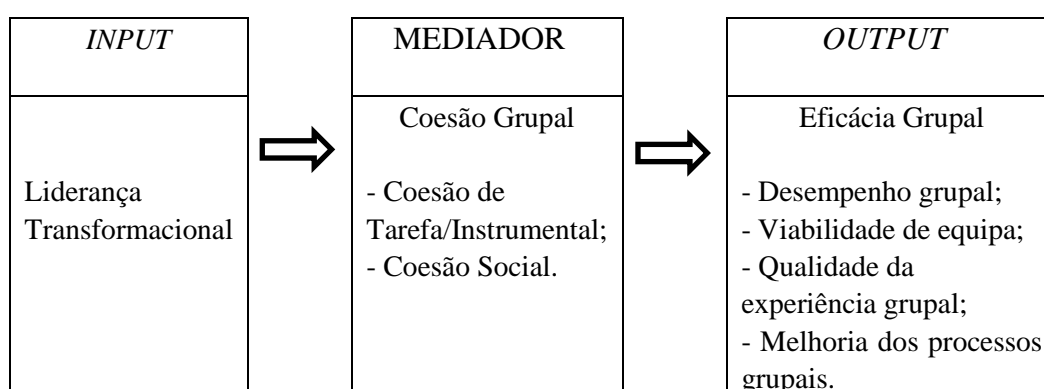 INPUT
Liderança
Transformacional
MEDIADOR
Coesão Grupal
- Coesão de
Tarefa/Instrumental;
- Coesão Social.
OUTPUT
Eficácia Grupal
- Desempenho grupal;
- Viabilidade de equipa;
- Qualidade da
experiência grupal;
- Melhoria dos processos
grupais.